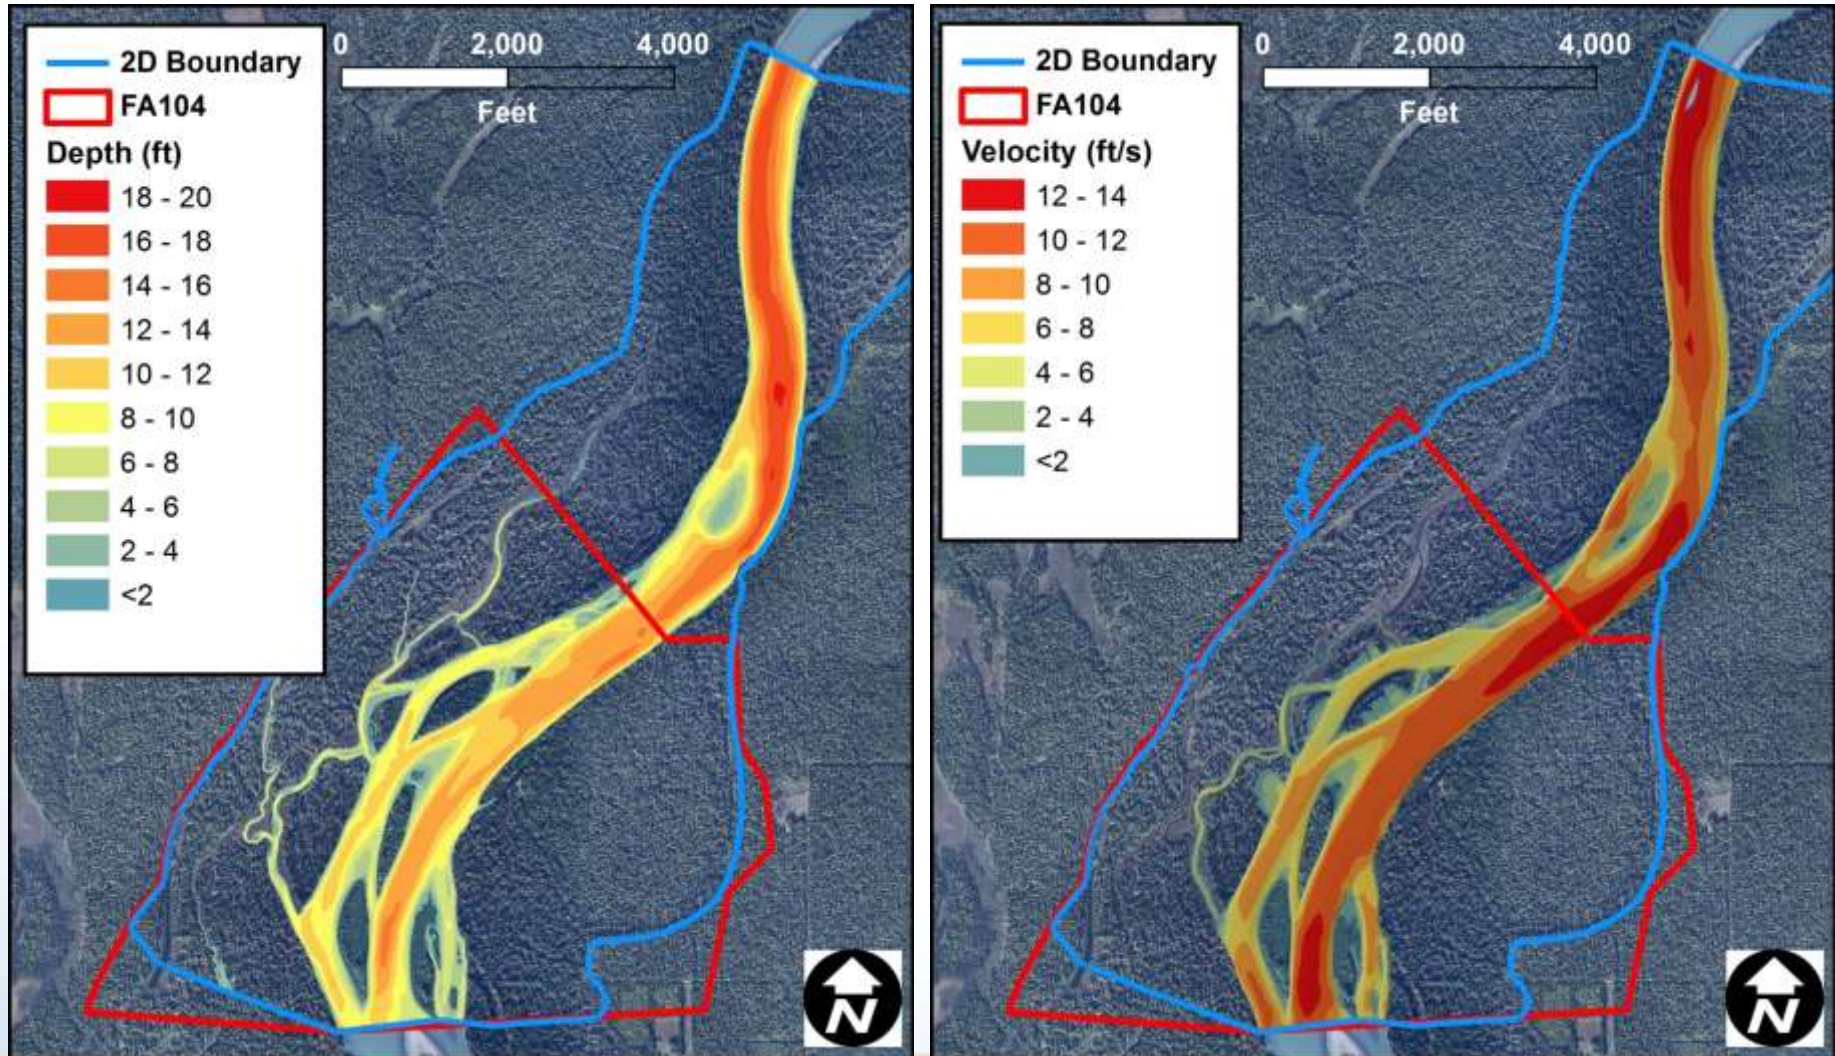 2D Boundary
FA104
Depth (ft)
18 - 20
16 - 18
14 - 16
12 - 14
10 - 12
8 - 10
6 - 8
4 - 6
2 - 4
<2
0 2,000 4,000
Feet
N
2D Boundary
FA104
Velocity (ft/s)
12 - 14
10 - 12
8 - 10
6 - 8
4 - 6
2 - 4
<2
0 2,000 4,000
Feet
N